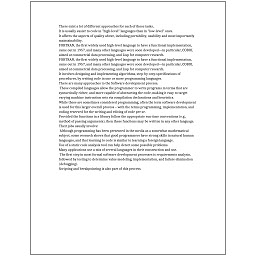 There exist a lot of different approaches for each of those tasks.
It is usually easier to code in "high-level" languages than in "low-level" ones.
It affects the aspects of quality above, including portability, usability and most importantly maintainability.
FORTRAN, the first widely used high-level language to have a functional implementation, came out in 1957, and many other languages were soone developed—in particular, COBOL aimed at commercial data processing, and Lisp for computer research.
FORTRAN, the first widely used high-level language to have a functional implementation, came out in 1957, and many other languages were soon developed—in particular, COBOL aimed at commercial data processing, and Lisp for computer research.
It involves designing and implementing algorithms, step-by-step specifications of procedures, by writing code in one or more programming languages.
There are many approaches to the Software development process.
These compiled languages allow the programmer to write programs in terms that are syntactically richer, and more capable of abstracting the code, making it easy to target varying machine instruction sets via compilation declarations and heuristics.
While these are sometimes considered programming, often the term software development is used for this larger overall process – with the terms programming, implementation, and coding reserved for the writing and editing of code per se.
Provided the functions in a library follow the appropriate run-time conventions (e.g., method of passing arguments), then these functions may be written in any other language.
Their jobs usually involve:
Although programming has been presented in the media as a somewhat mathematical subject, some research shows that good programmers have strong skills in natural human languages, and that learning to code is similar to learning a foreign language.
Use of a static code analysis tool can help detect some possible problems.
Many applications use a mix of several languages in their construction and use.
The first step in most formal software development processes is requirements analysis, followed by testing to determine value modeling, implementation, and failure elimination (debugging).
Scripting and breakpointing is also part of this process.